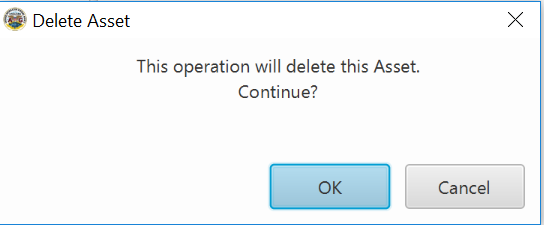 Delete Asset
This operation will delete this Asset.
Continue?
OK
Cancel